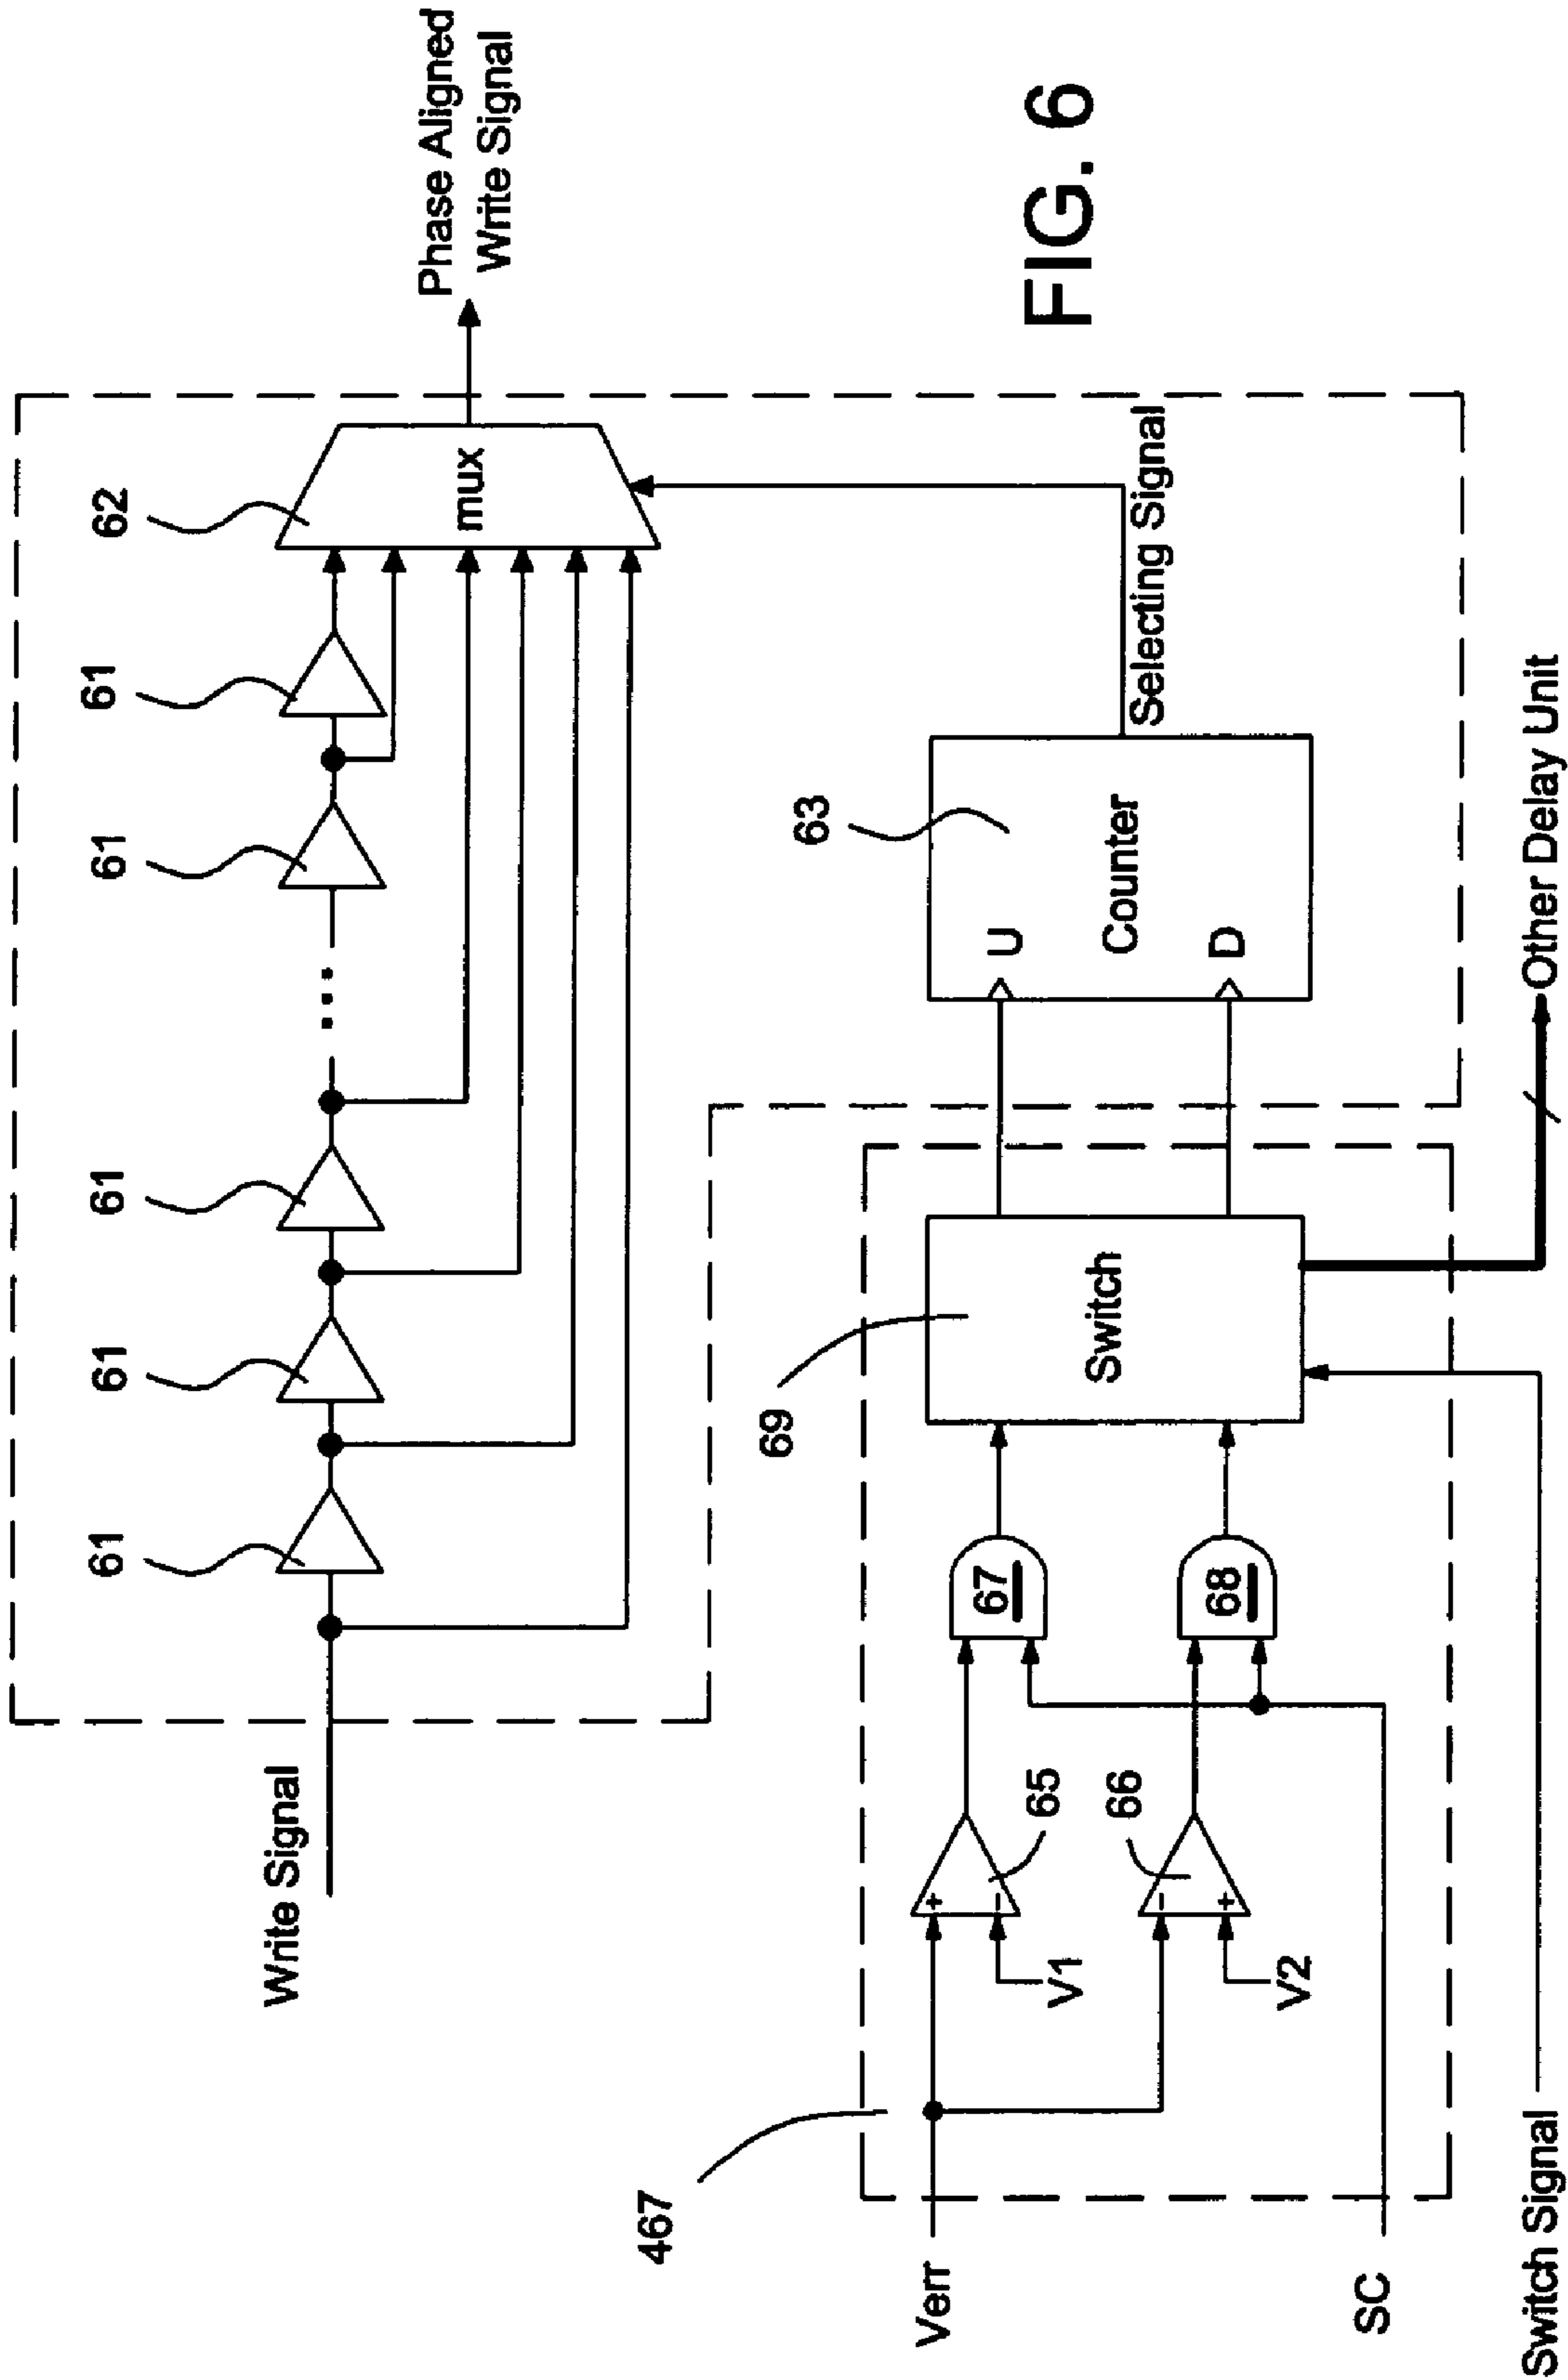 Write Signal
61
61
61
61
61
62
mux
Phase Aligned
Write Signal
...
467
Verr
V1
V2
+
−
−
+
65
66
67
68
69
Switch
63
U
Counter
D
Selecting Signal
SC
Switch Signal
Other Delay Unit
FIG. 6